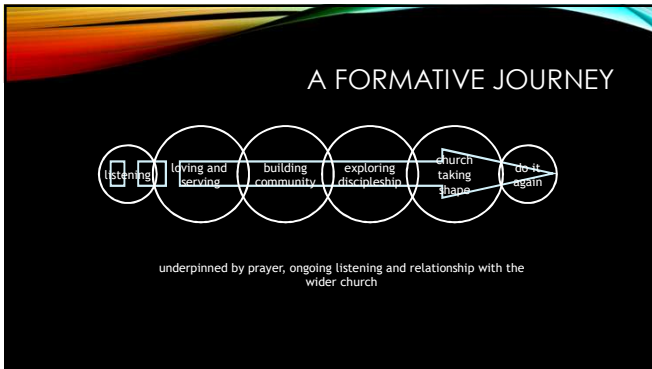 A FORMATIVE JOURNEY
listening
loving and
serving
building
community
exploring
discipleship
church
taking
shape
do it
again
underpinned by prayer, ongoing listening and relationship with the
wider church